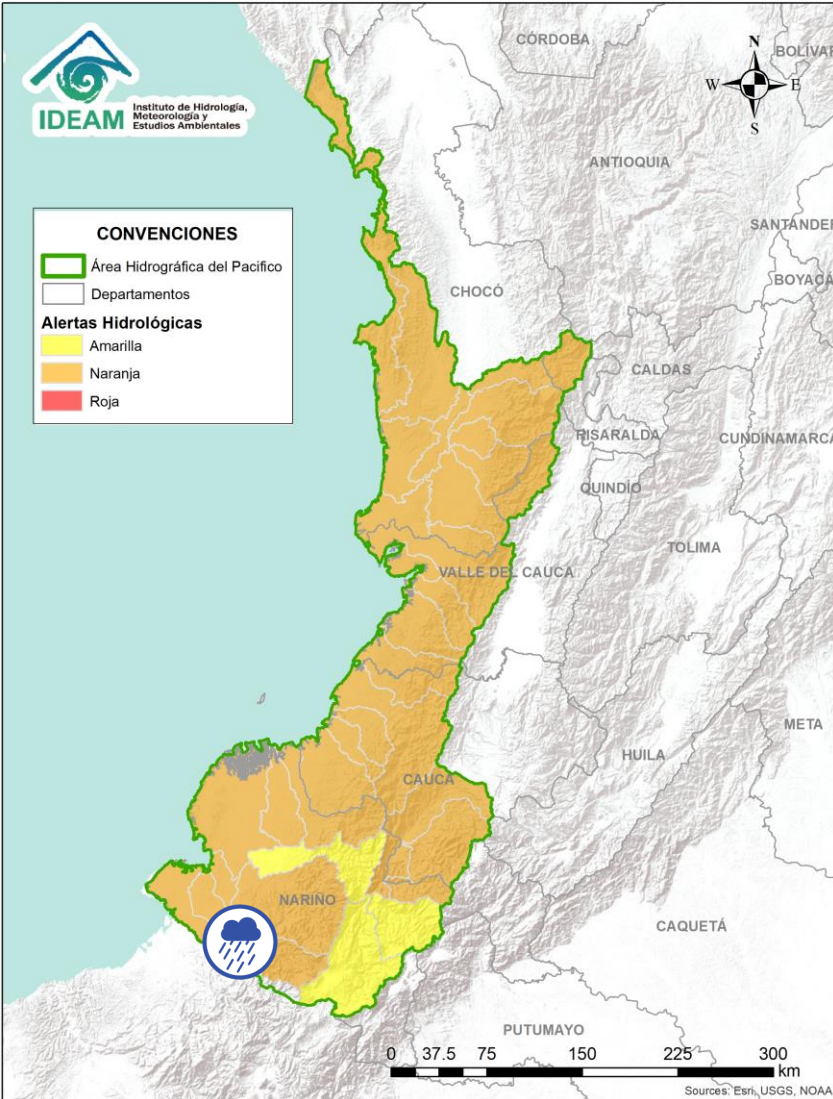 IDEAM
Instituto de Hidrología,
Meteorología y
Estudios Ambientales
CÓRDOBA
BOLÍVAR
N
W
E
S
ANTIOQUIA
SANTANDER
BOYACÁ
CONVENCIONES
Área Hidrográfica del Pacifico
Departamentos
Alertas Hidrológicas
Amarilla
Naranja
Roja
CHOCÓ
CALDAS
RISARALDA
CUNDINAMARCA
QUINDÍO
TOLIMA
VALLE DEL CAUCA
META
HUILA
CAUCA
NARIÑO
CAQUETÁ
PUTUMAYO
0 37.5 75 150 225 300
km
Sources: Esri, USGS, NOAA